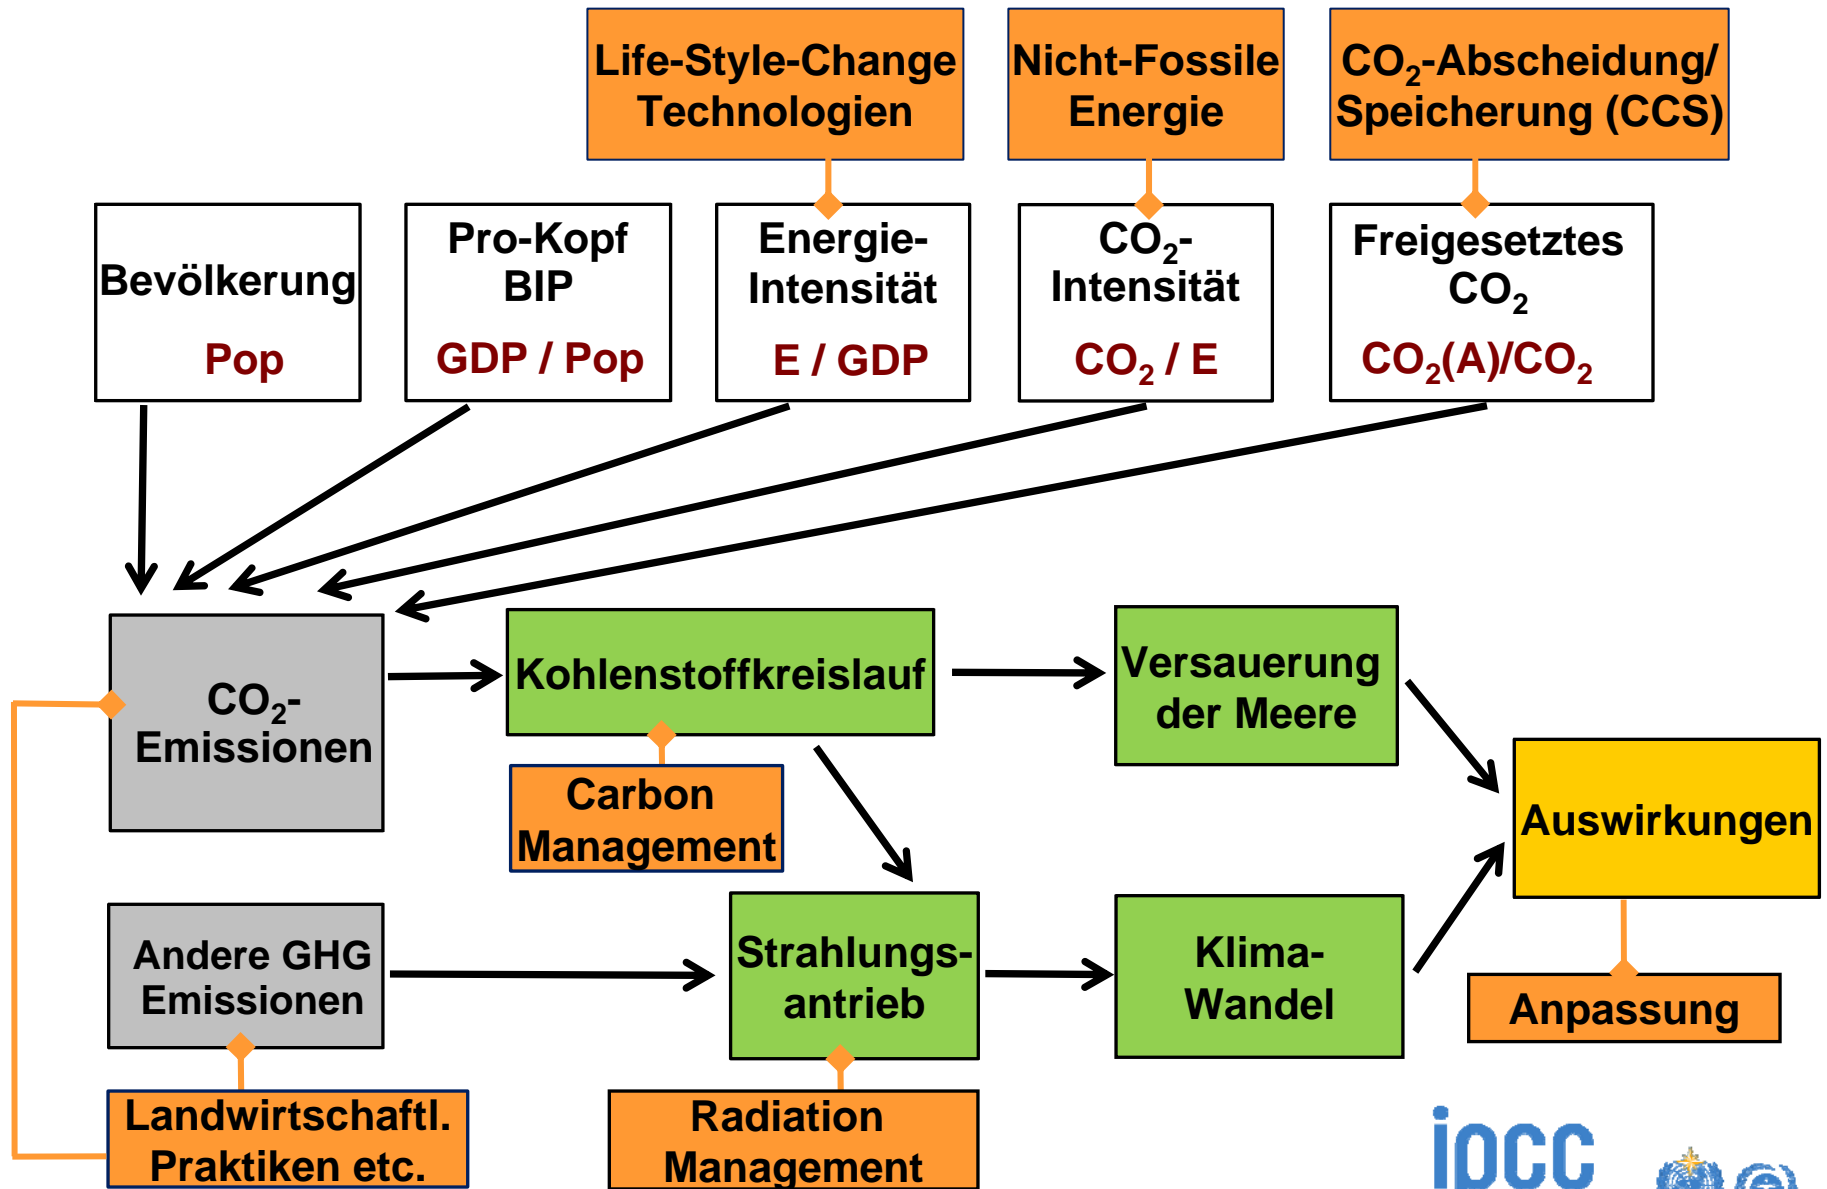 Life-Style-Change
Technologien
Nicht-Fossile
Energie
CO₂-Abscheidung/
Speicherung (CCS)
Bevölkerung
Pop
Pro-Kopf
BIP
GDP / Pop
Energie-
Intensität
E / GDP
CO₂-
Intensität
CO₂ / E
Freigesetztes
CO₂
CO₂(A)/CO₂
CO₂-
Emissionen
Kohlenstoffkreislauf
Versauerung
der Meere
Carbon
Management
Auswirkungen
Andere GHG
Emissionen
Strahlungs-
antrieb
Klima-
Wandel
Anpassung
Landwirtschaftl.
Praktiken etc.
Radiation
Management
ipcc